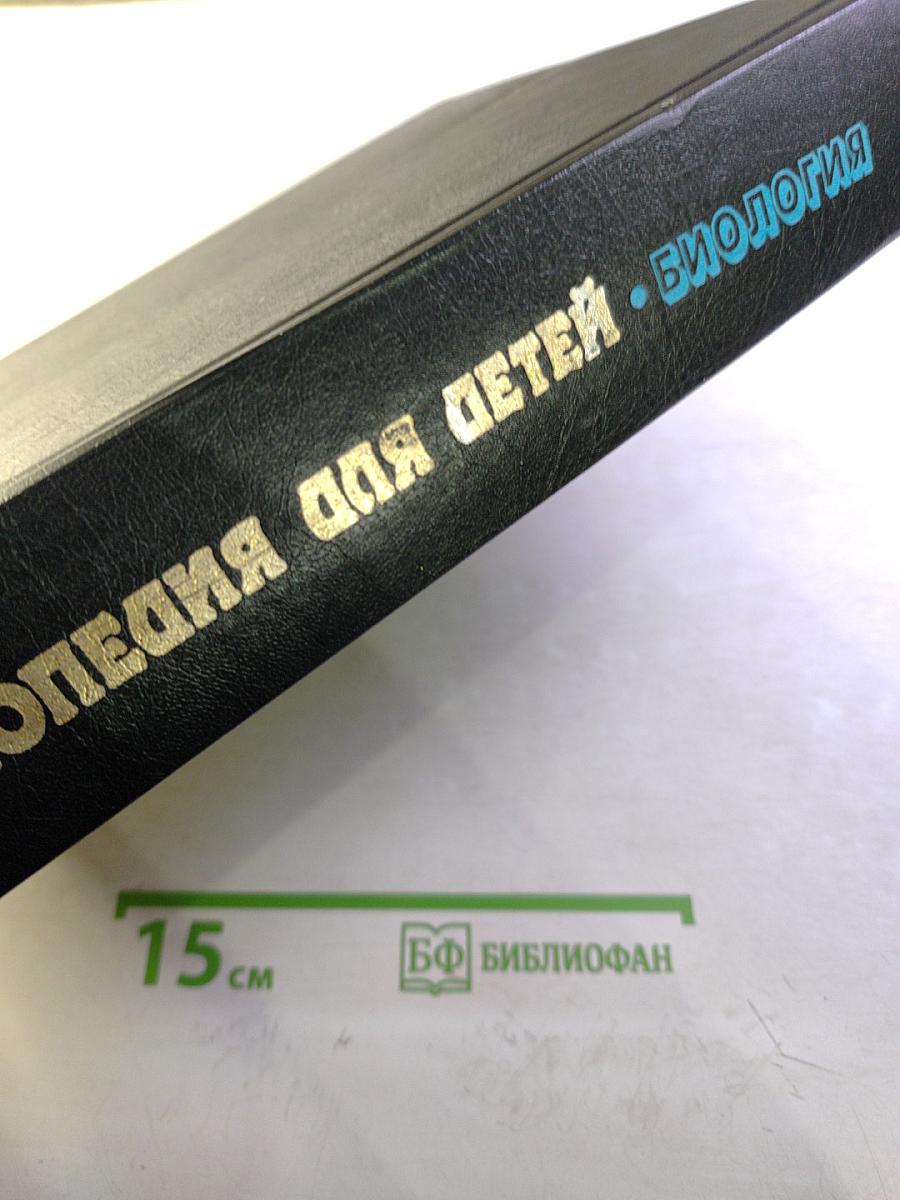 ОПЕДИЯ ДЛЯ ДЕТЕЙ • БИОЛОГИЯ
15 см
БФ БИБЛИОФАН